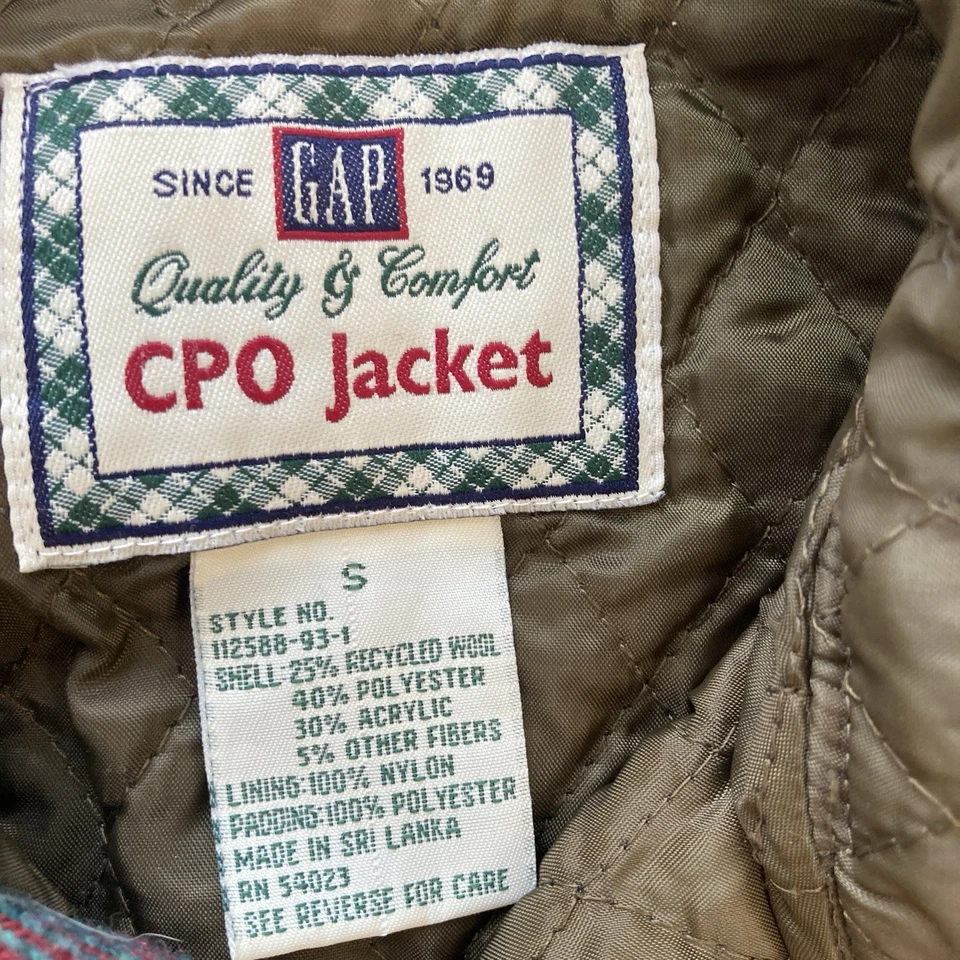 SINCE GAP 1969
Quality & Comfort
CPO Jacket
S
STYLE NO.
112588-93-1
SHELL-25% RECYCLED WOOL
40% POLYESTER
30% ACRYLIC
5% OTHER FIBERS
LINING-100% NYLON
PADDING-100% POLYESTER
MADE IN SRI LANKA
RN 54023
SEE REVERSE FOR CARE